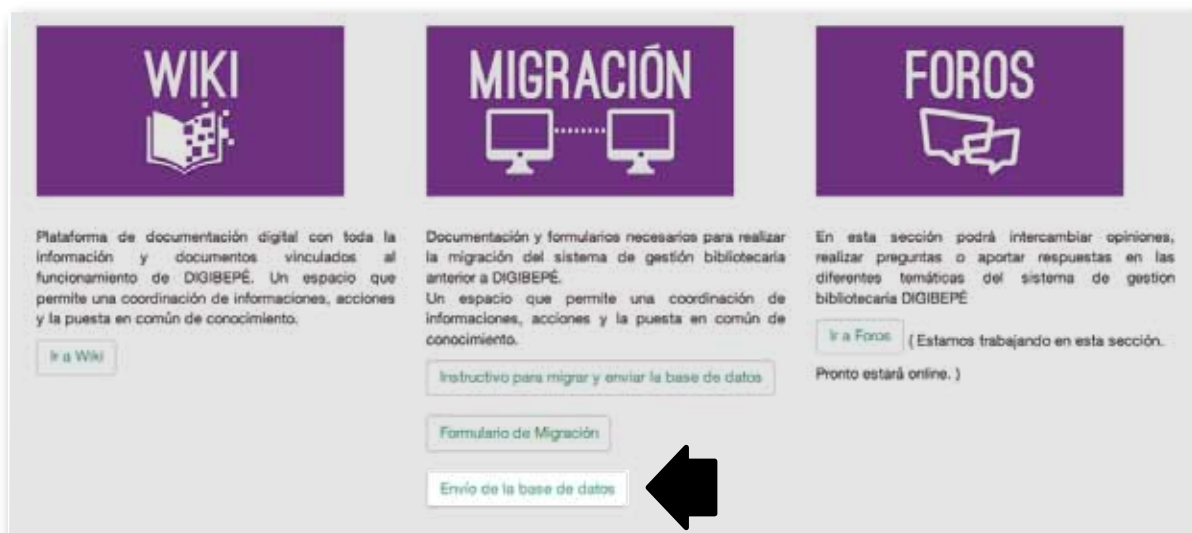 WIKI
Plataforma de documentación digital con toda la
información y documentos vinculados al
funcionamiento de DIGIBEPÉ. Un espacio que
permite una coordinación de informaciones, acciones
y la puesta en común de conocimiento.
Ir a Wiki
MIGRACIÓN
Documentación y formularios necesarios para realizar
la migración del sistema de gestión bibliotecaria
anterior a DIGIBEPÉ.
Un espacio que permite una coordinación de
informaciones, acciones y la puesta en común de
conocimiento.
Instructivo para migrar y enviar la base de datos
Formulario de Migración
Envío de la base de datos
FOROS
En esta sección podrá intercambiar opiniones,
realizar preguntas o aportar respuestas en las
diferentes temáticas del sistema de gestion
bibliotecaria DIGIBEPÉ
Ir a Foros ( Estamos trabajando en esta sección.
Pronto estará online. )